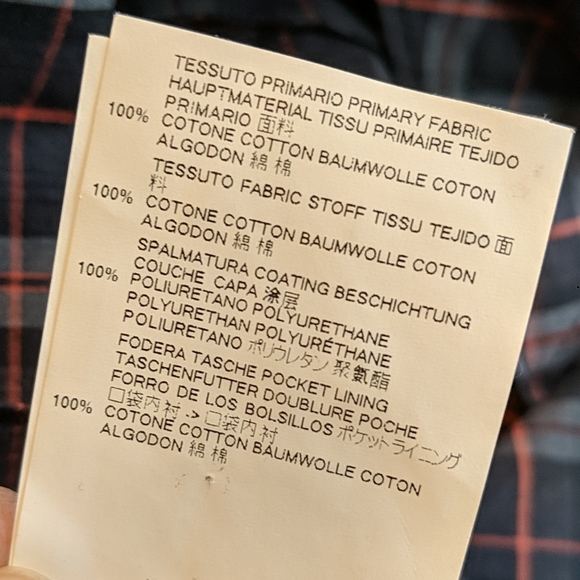 TESSUTO PRIMARIO PRIMARY FABRIC
HAUPTMATERIAL TISSU PRIMAIRE TEJIDO
PRIMARIO 面料
100% COTONE COTTON BAUMWOLLE COTON
ALGODON 綿 棉
TESSUTO FABRIC STOFF TISSU TEJIDO 面
料
100% COTONE COTTON BAUMWOLLE COTON
ALGODON 綿 棉
SPALMATURA COATING BESCHICHTUNG
COUCHE CAPA 涂层
100% POLIURETANO POLYURETHANE
POLYURETHAN POLYURÉTHANE
POLIURETANO ポリウレタン 聚氨酯
FODERA TASCHE POCKET LINING
TASCHENFUTTER DOUBLURE POCHE
FORRO DE LOS BOLSILLOS ポケットライニング
口袋内衬 -> 口袋内衬
100% COTONE COTTON BAUMWOLLE COTON
ALGODON 綿 棉